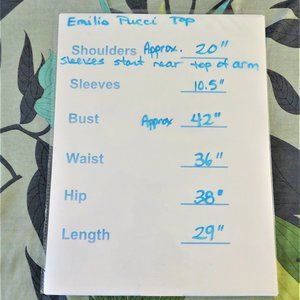 Emilio Pucci Top
Shoulders Approx. 20"
sleeves start near top of arm
Sleeves 10.5"
Bust Approx 42"
Waist 36"
Hip 38"
Length 29"